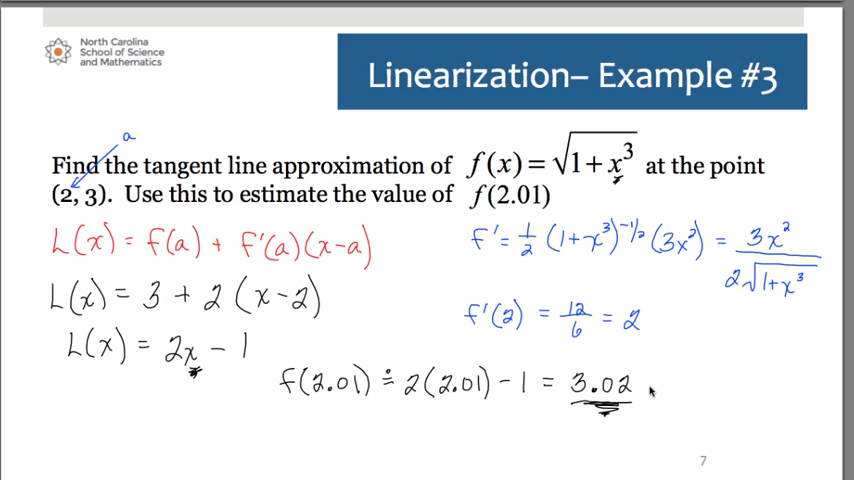 North Carolina
School of Science
and Mathematics
Linearization– Example #3
a
Find the tangent line approximation of f(x) = √(1 + x³) at the point
(2, 3). Use this to estimate the value of f(2.01)
L(x) = f(a) + f'(a)(x-a)
f' = 1/2 (1+x³)^(-1/2) (3x²) = 3x² / 2√(1+x³)
L(x) = 3 + 2(x-2)
f'(2) = 12/6 = 2
L(x) = 2x - 1
f(2.01) ≐ 2(2.01) - 1 = 3.02
7